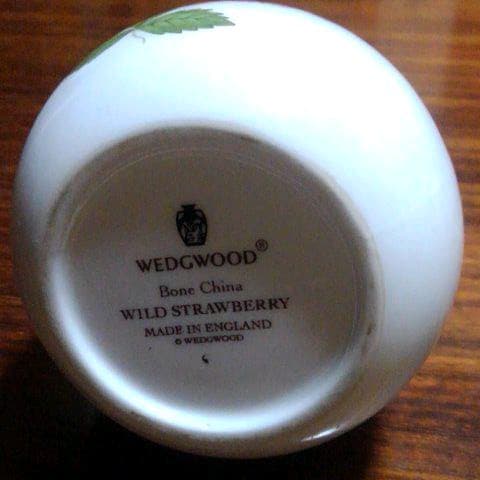 WEDGWOOD®
Bone China
WILD STRAWBERRY
MADE IN ENGLAND
© WEDGWOOD